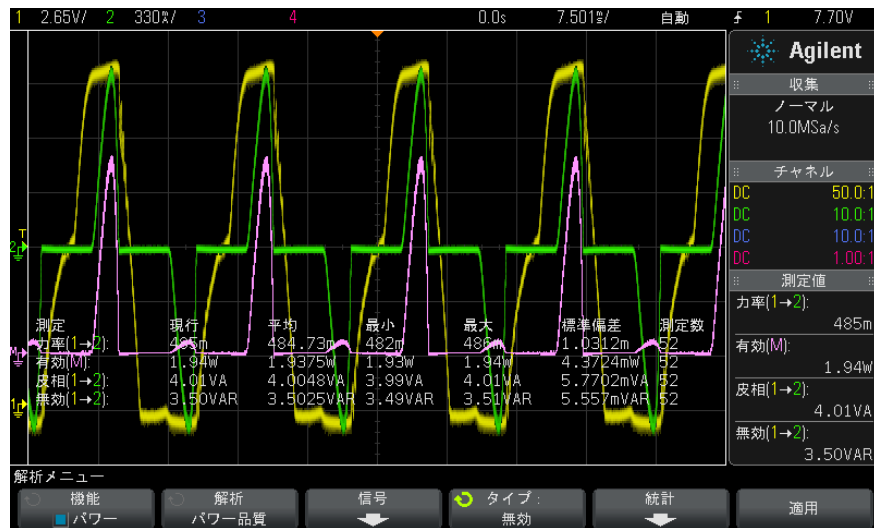 1 2.65V/ 2 330㍷/ 3 4 0.0s 7.501㍳/ 自動 1 7.70V
Agilent
収集
ノーマル
10.0MSa/s
チャネル
DC 50.0:1
DC 10.0:1
DC 10.0:1
DC 1.00:1
測定値
力率(1→2):
485m
有効(M):
1.94W
皮相(1→2):
4.01VA
無効(1→2):
3.50VAR
T
2
M
1
測定 現行 平均 最小 最大 標準偏差 測定数
力率(1→2): 485m 484.73m 482m 486m 1.0312m 52
有効(M): 1.94W 1.9375W 1.93W 1.94W 4.3724mW 52
皮相(1→2): 4.01VA 4.0048VA 3.99VA 4.01VA 5.7702mVA 52
無効(1→2): 3.50VAR 3.5025VAR 3.49VAR 3.51VAR 5.557mVAR 52
解析メニュー
機能
パワー
解析
パワー品質
信号
タイプ :
無効
統計
適用